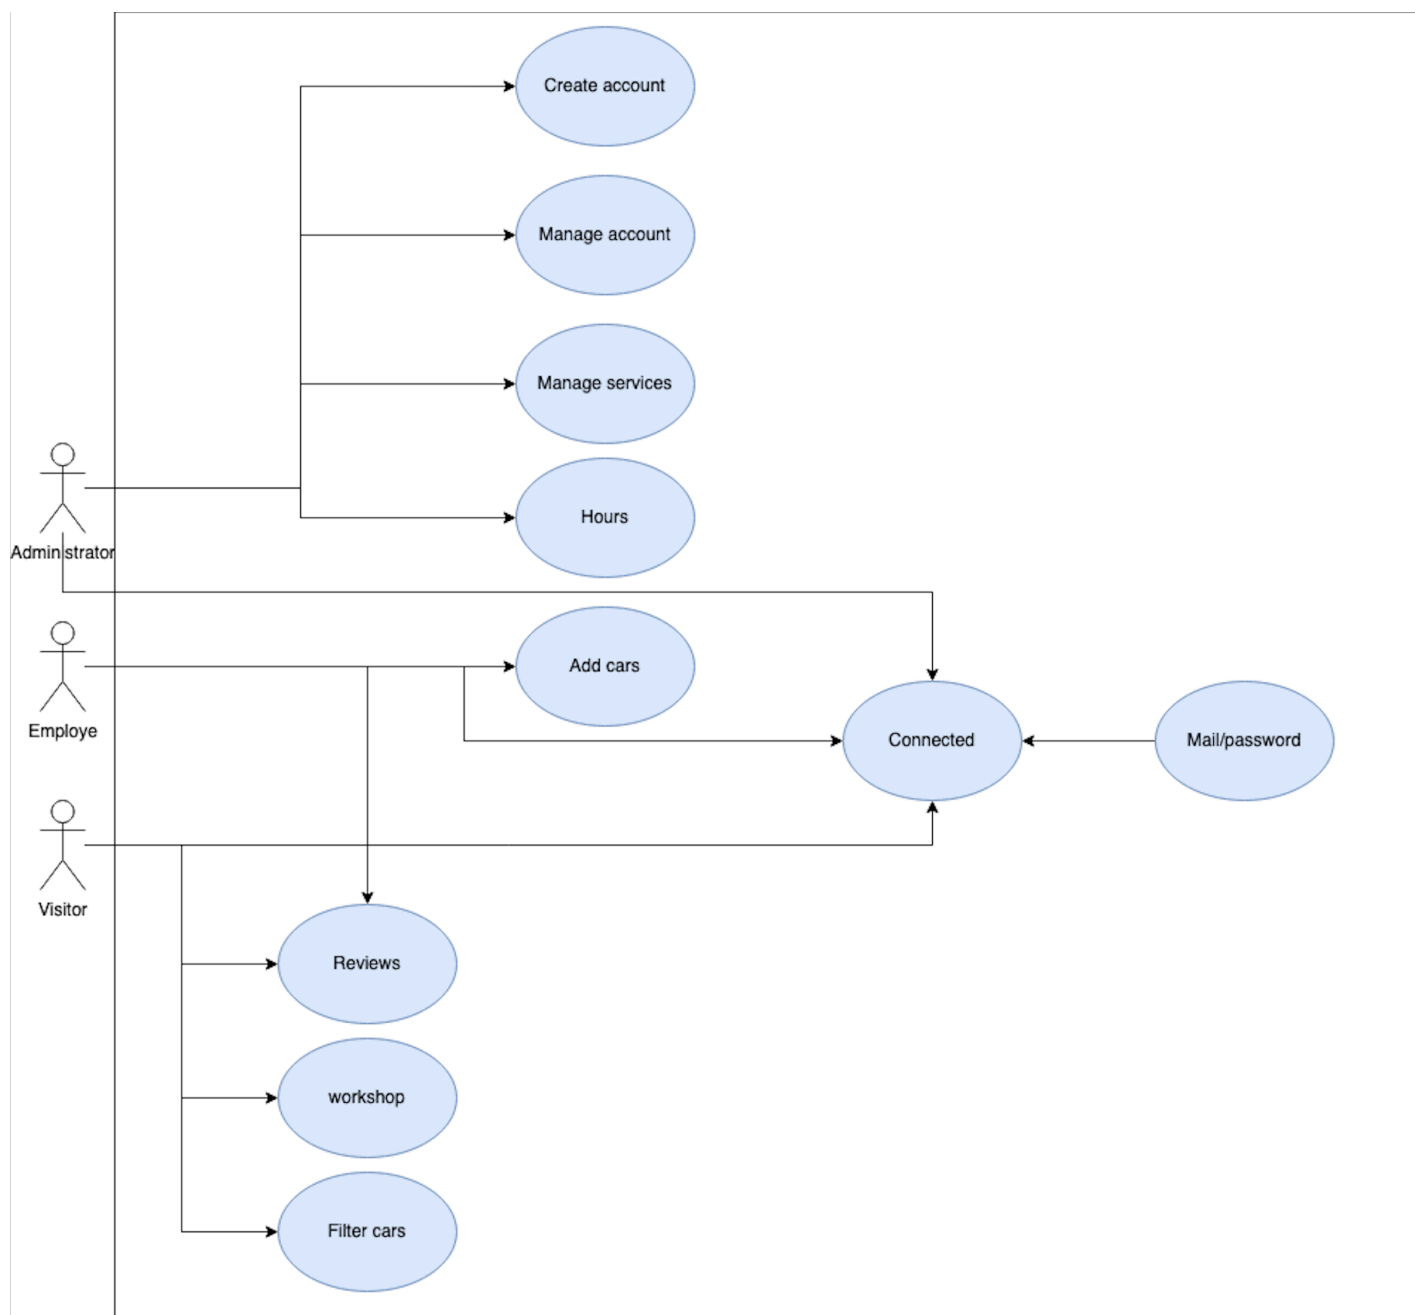 Create account
Manage account
Manage services
Hours
Administrator
Add cars
Employe
Connected
Mail/password
Visitor
Reviews
workshop
Filter cars